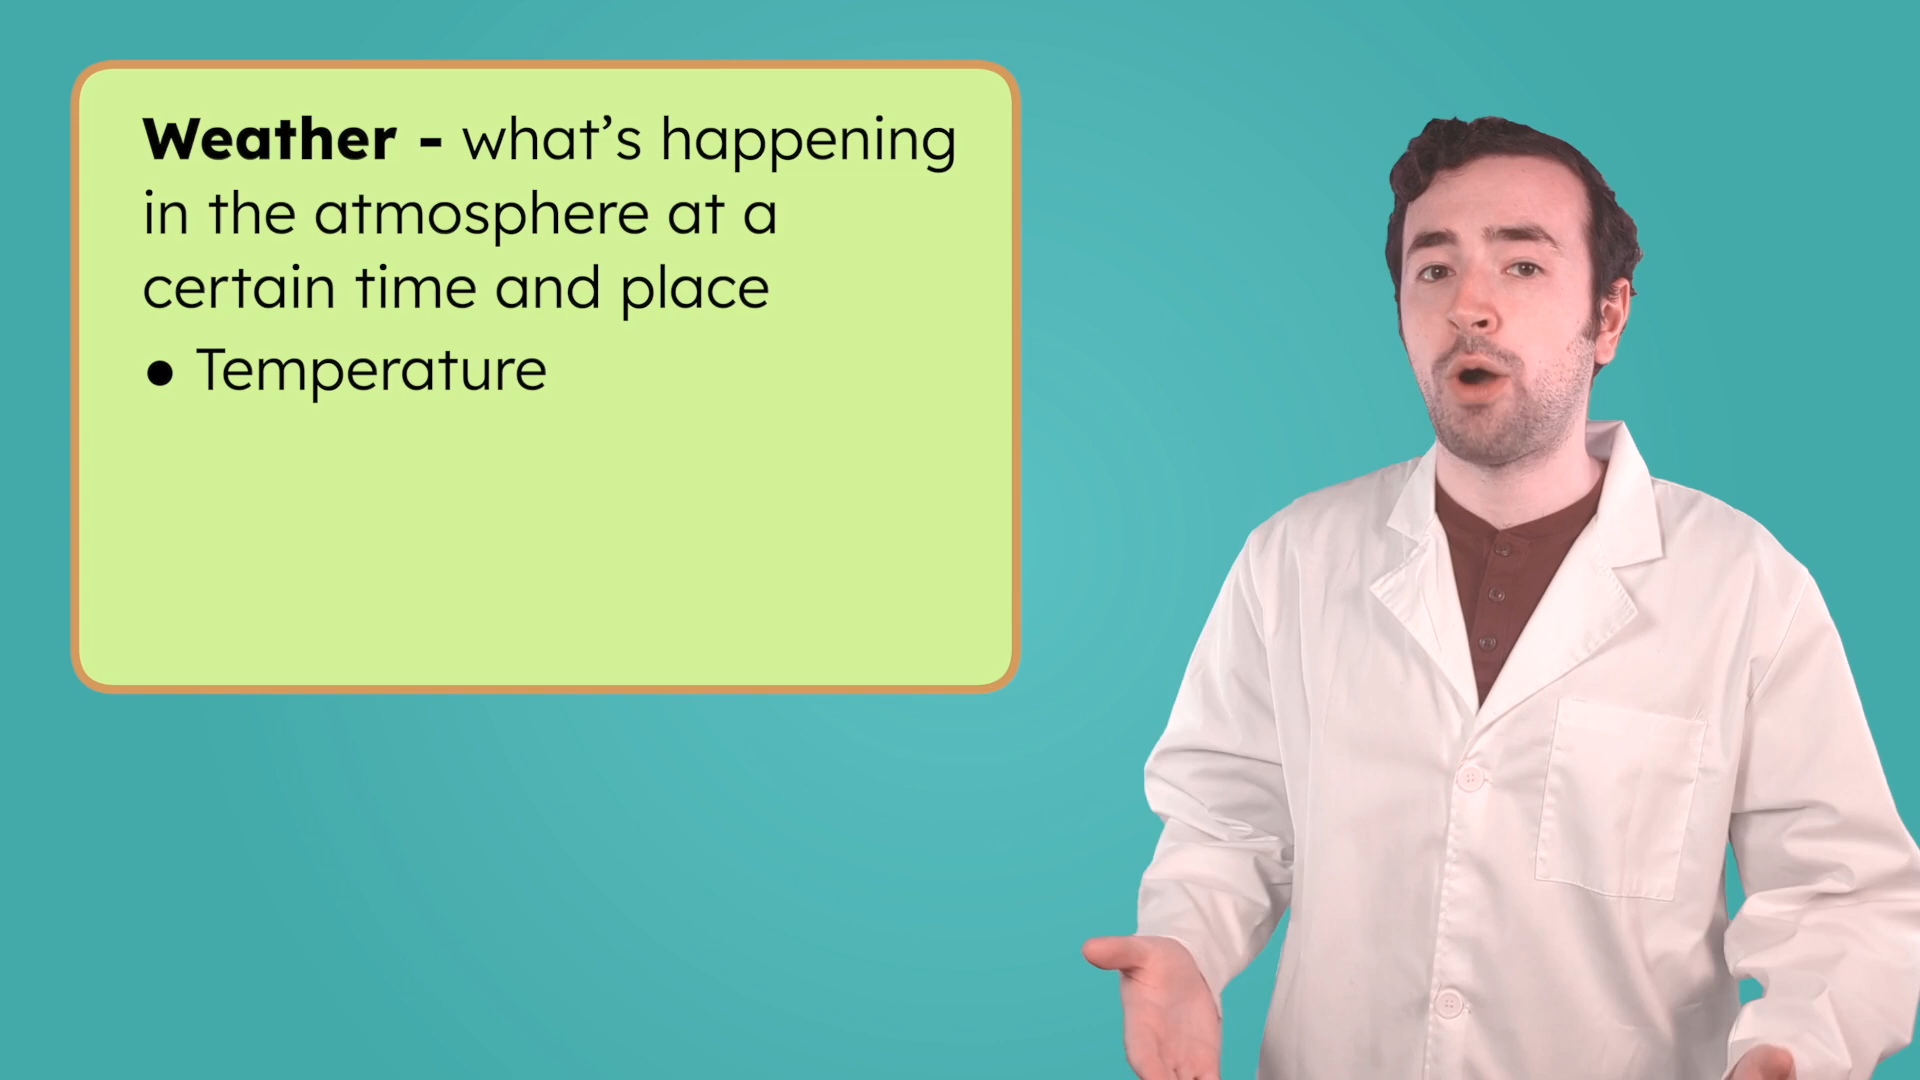 Weather - what’s happening
in the atmosphere at a
certain time and place
● Temperature